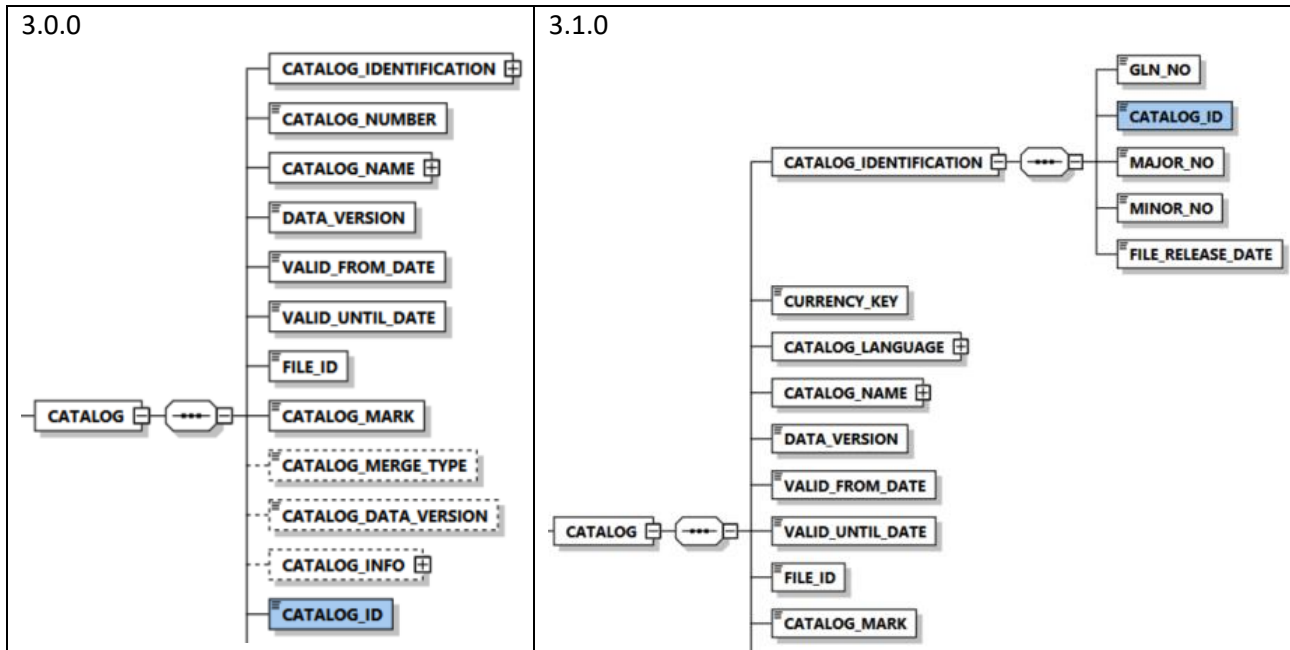 3.0.0
CATALOG_IDENTIFICATION
CATALOG_NUMBER
CATALOG_NAME
DATA_VERSION
VALID_FROM_DATE
VALID_UNTIL_DATE
FILE_ID
CATALOG
CATALOG_MARK
CATALOG_MERGE_TYPE
CATALOG_DATA_VERSION
CATALOG_INFO
CATALOG_ID
3.1.0
GLN_NO
CATALOG_ID
CATALOG_IDENTIFICATION
MAJOR_NO
MINOR_NO
FILE_RELEASE_DATE
CURRENCY_KEY
CATALOG_LANGUAGE
CATALOG_NAME
DATA_VERSION
VALID_FROM_DATE
CATALOG
VALID_UNTIL_DATE
FILE_ID
CATALOG_MARK